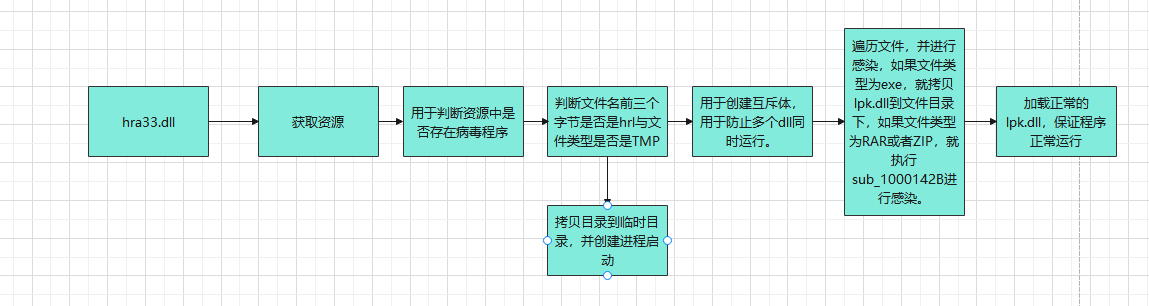 hra33.dll
获取资源
用于判断资源中是
否存在病毒程序
判断文件名前三个
字节是否是hrl与文
件类型是否是TMP
用于创建互斥体，
用于防止多个dll同
时运行。
遍历文件，并进行
感染，如果文件类
型为exe，就拷贝
lpk.dll到文件目录
下，如果文件类型
为RAR或者ZIP，就
执行
sub_1000142B进
行感染。
加载正常的
lpk.dll，保证程序
正常运行
拷贝目录到临时目
录，并创建进程启
动